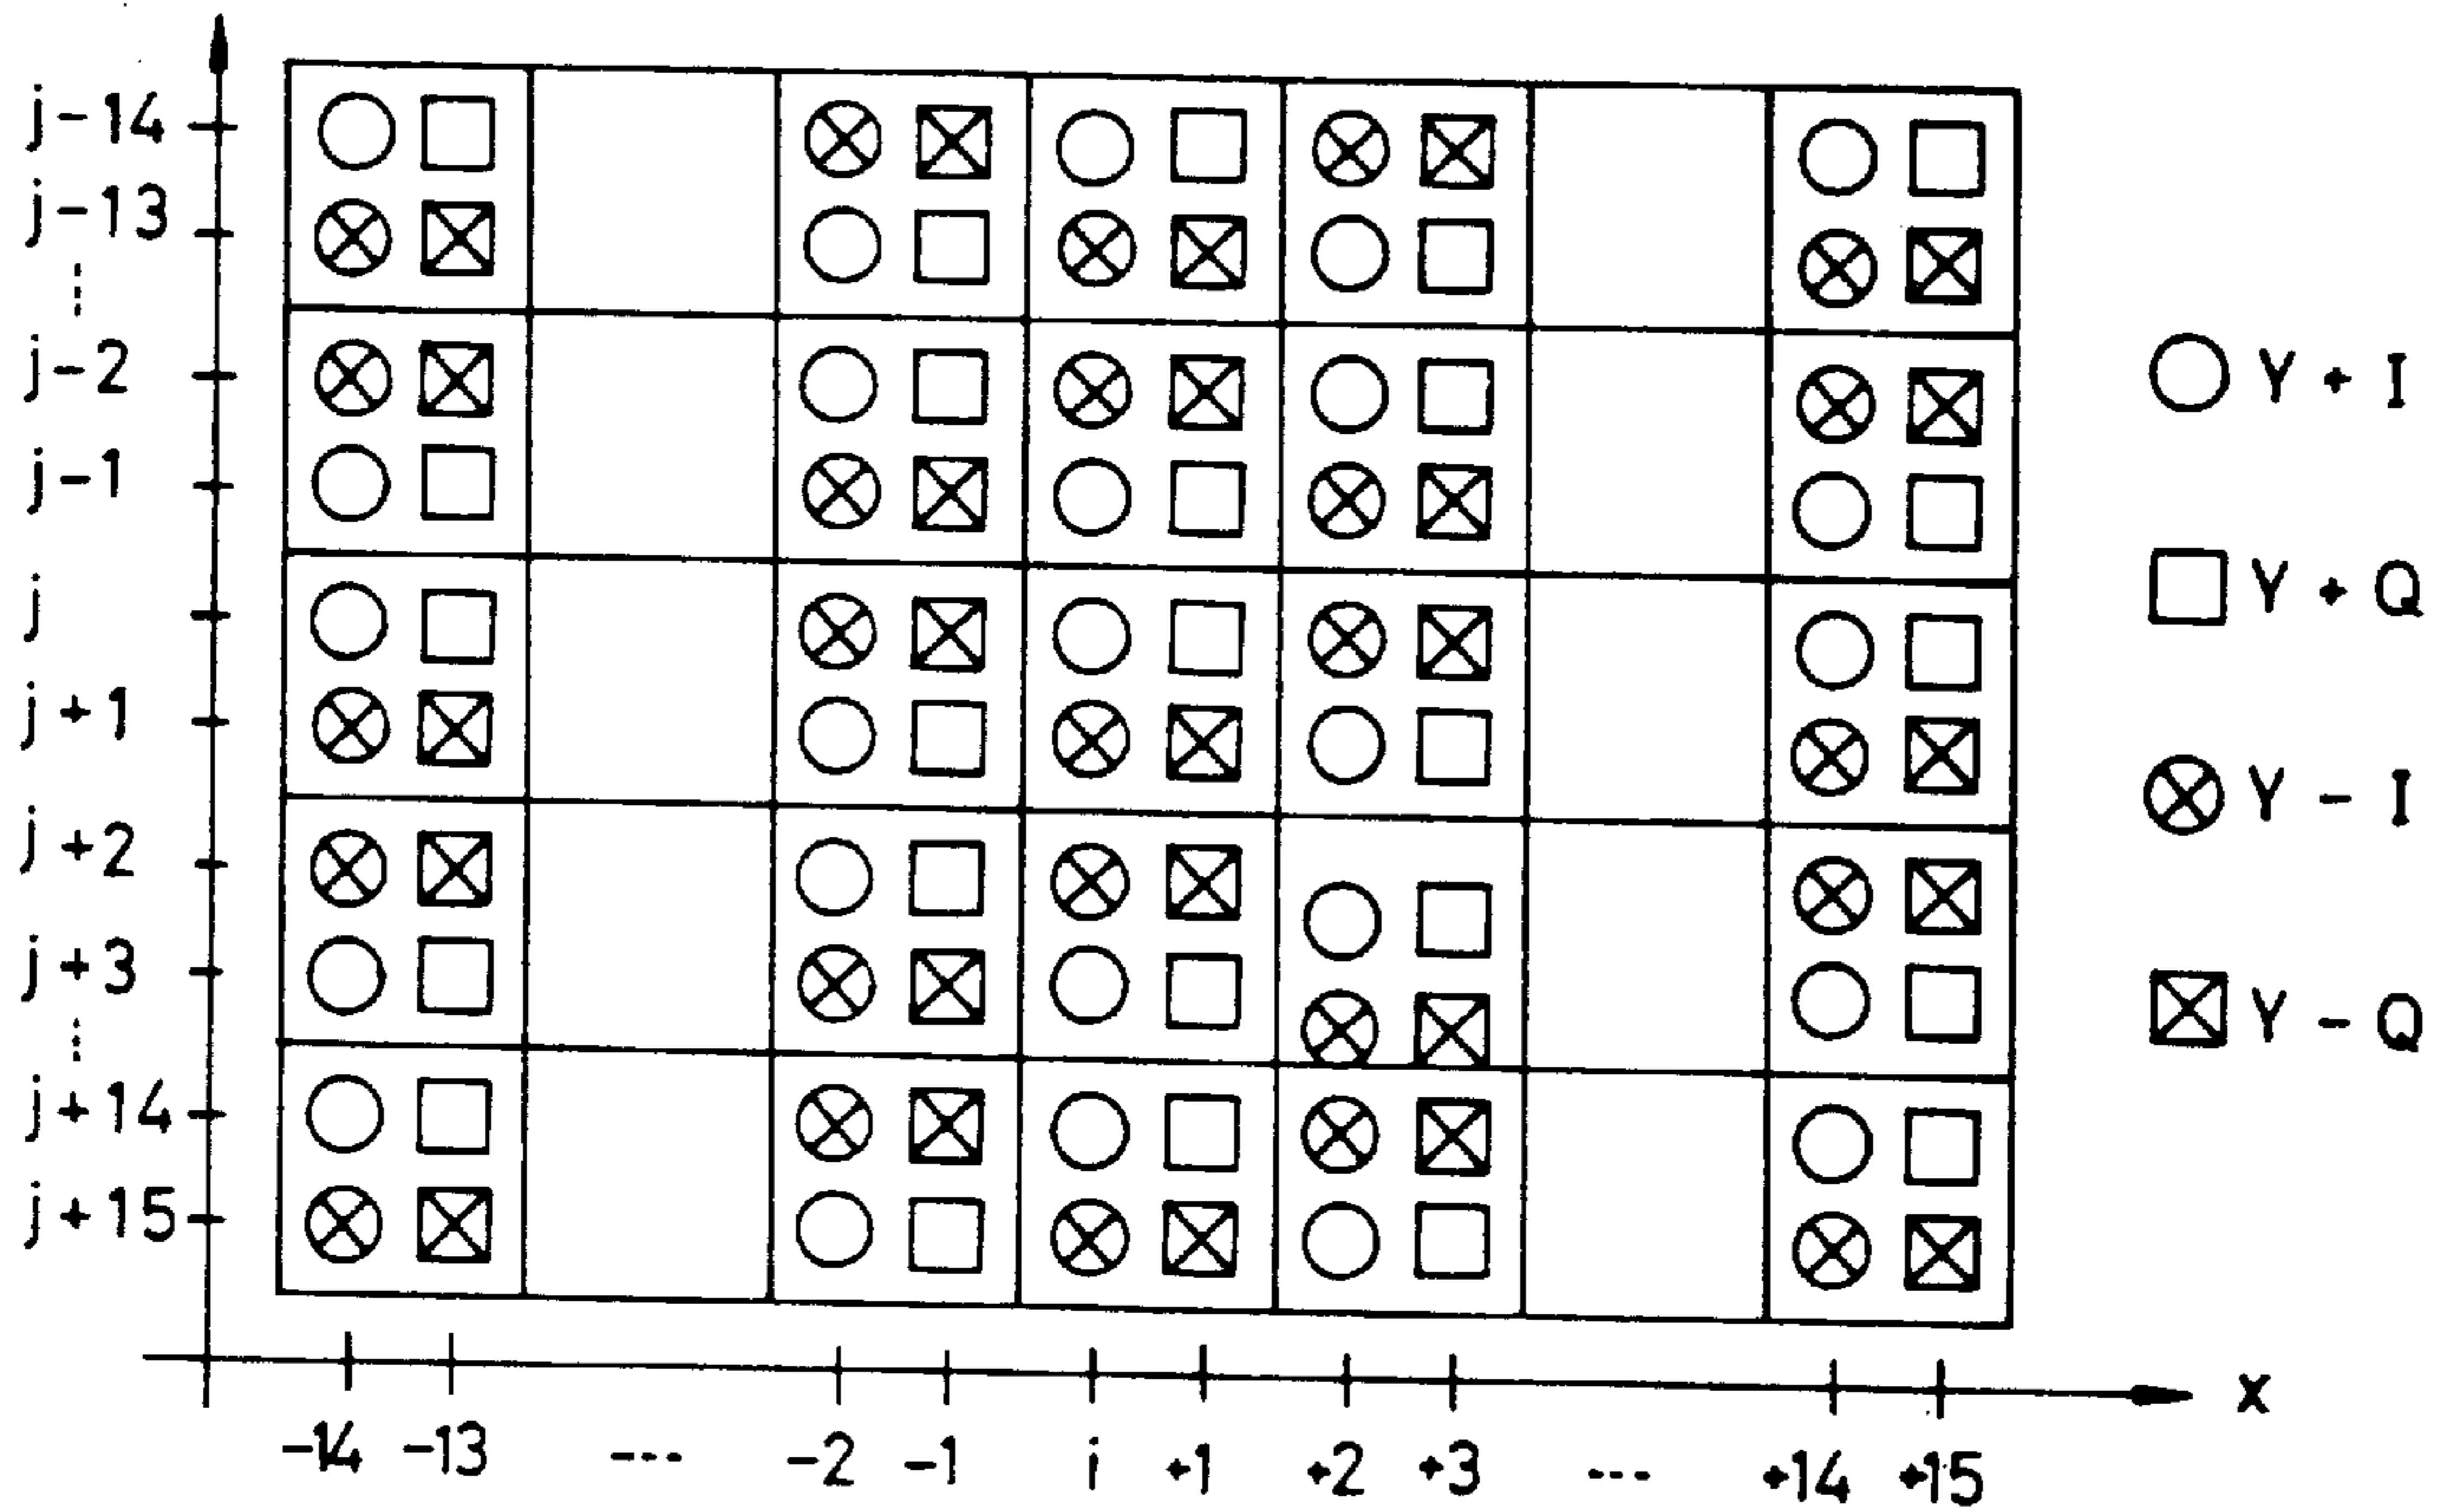 j-14
j-13
j-2
j-1
j
j+1
j+2
j+3
j+14
j+15
Y + I
Y + Q
Y - I
Y - Q
-14 -13 --- -2 -1 i +1 +2 +3 --- +14 +15
x